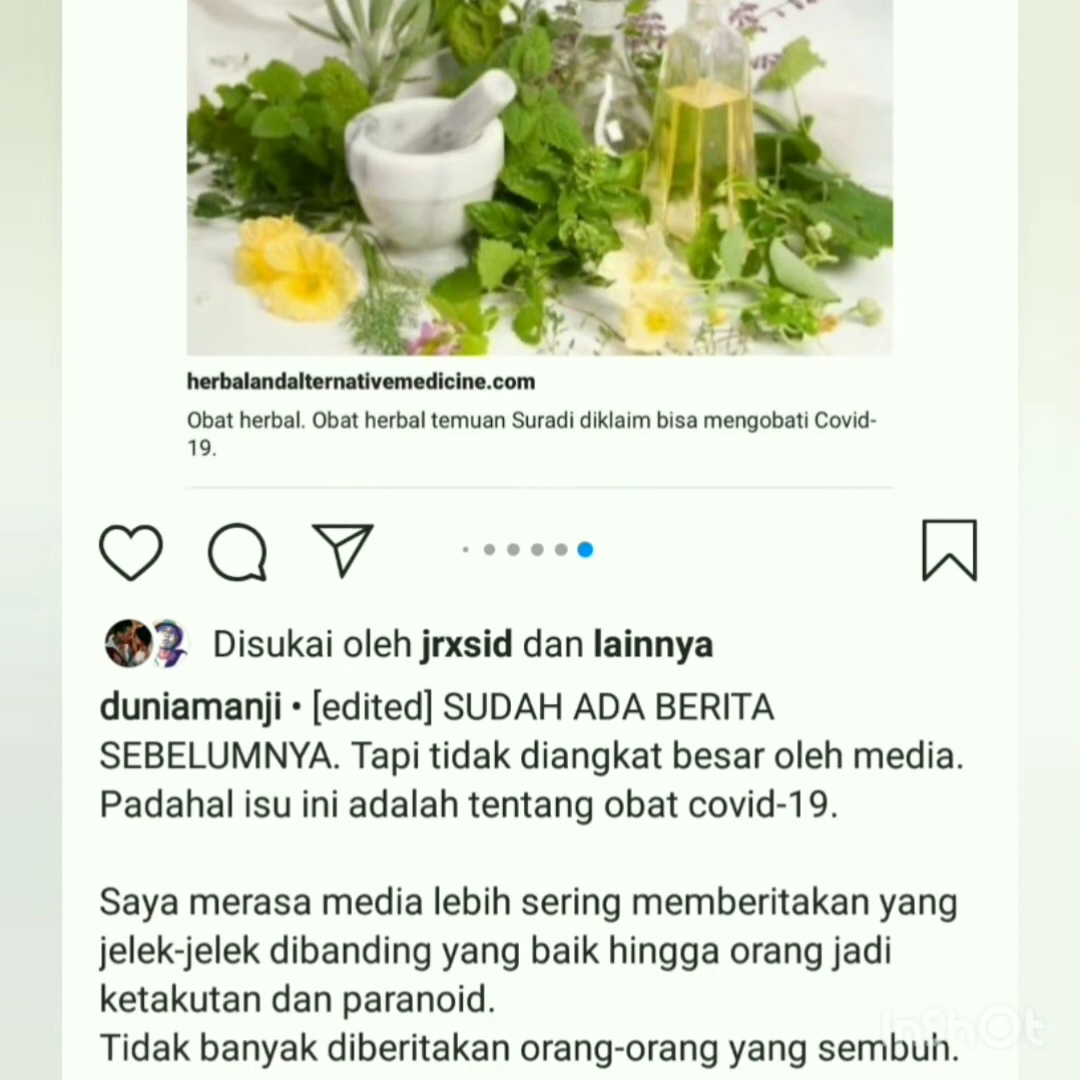 herbalandalternativemedicine.com
Obat herbal. Obat herbal temuan Suradi diklaim bisa mengobati Covid-
19.
Disukai oleh jrxsid dan lainnya
duniamanji • [edited] SUDAH ADA BERITA
SEBELUMNYA. Tapi tidak diangkat besar oleh media.
Padahal isu ini adalah tentang obat covid-19.
Saya merasa media lebih sering memberitakan yang
jelek-jelek dibanding yang baik hingga orang jadi
ketakutan dan paranoid.
Tidak banyak diberitakan orang-orang yang sembuh.
InShOt